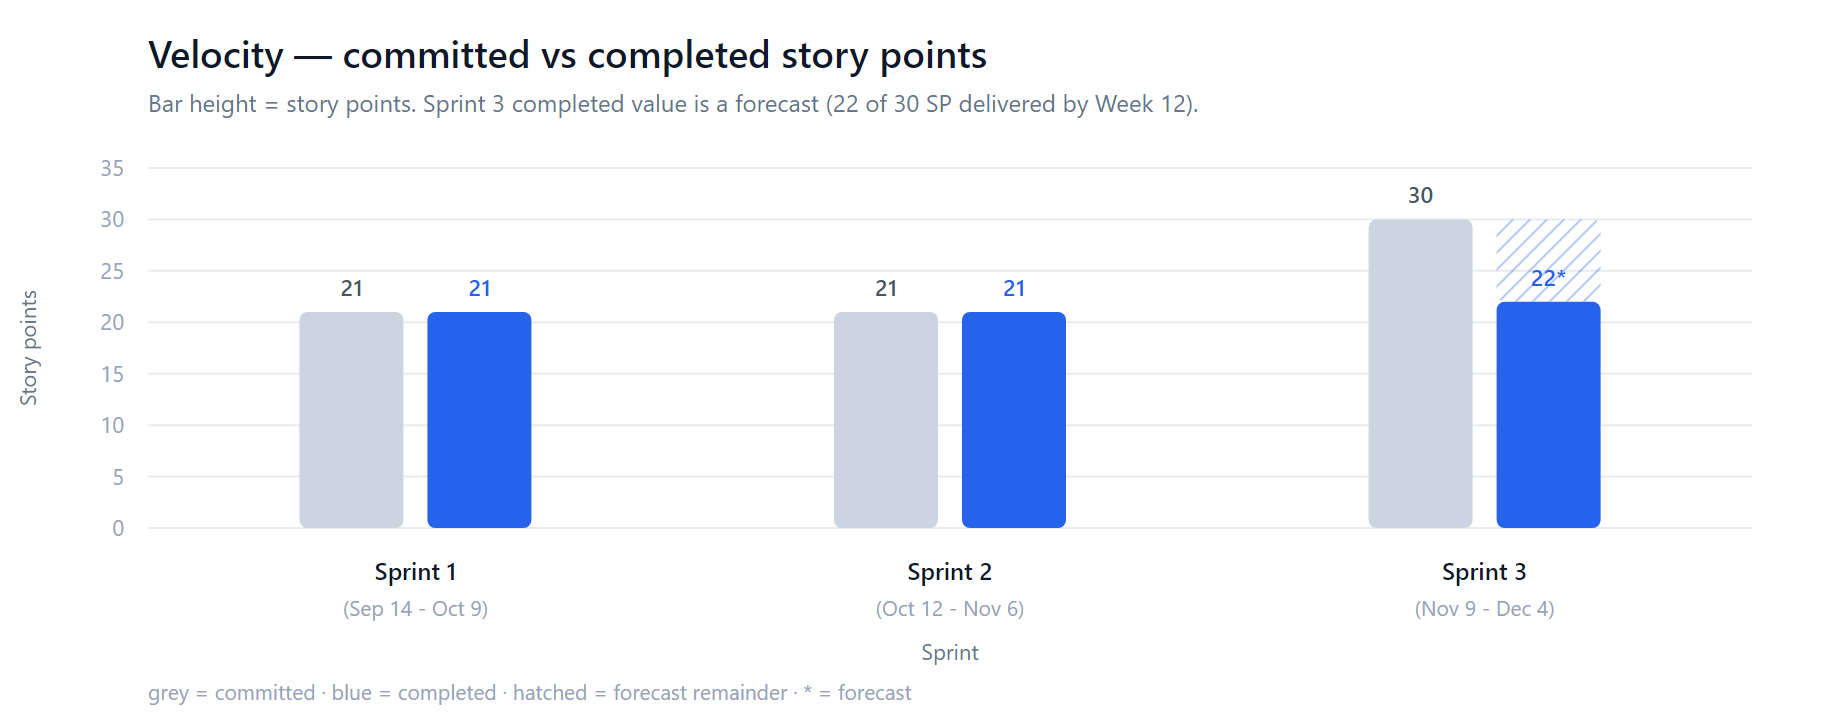 Velocity — committed vs completed story points
Bar height = story points. Sprint 3 completed value is a forecast (22 of 30 SP delivered by Week 12).
Story points
35
30
25
20
15
10
5
0
21
21
21
21
30
22*
Sprint 1
(Sep 14 - Oct 9)
Sprint 2
(Oct 12 - Nov 6)
Sprint 3
(Nov 9 - Dec 4)
Sprint
grey = committed · blue = completed · hatched = forecast remainder · * = forecast